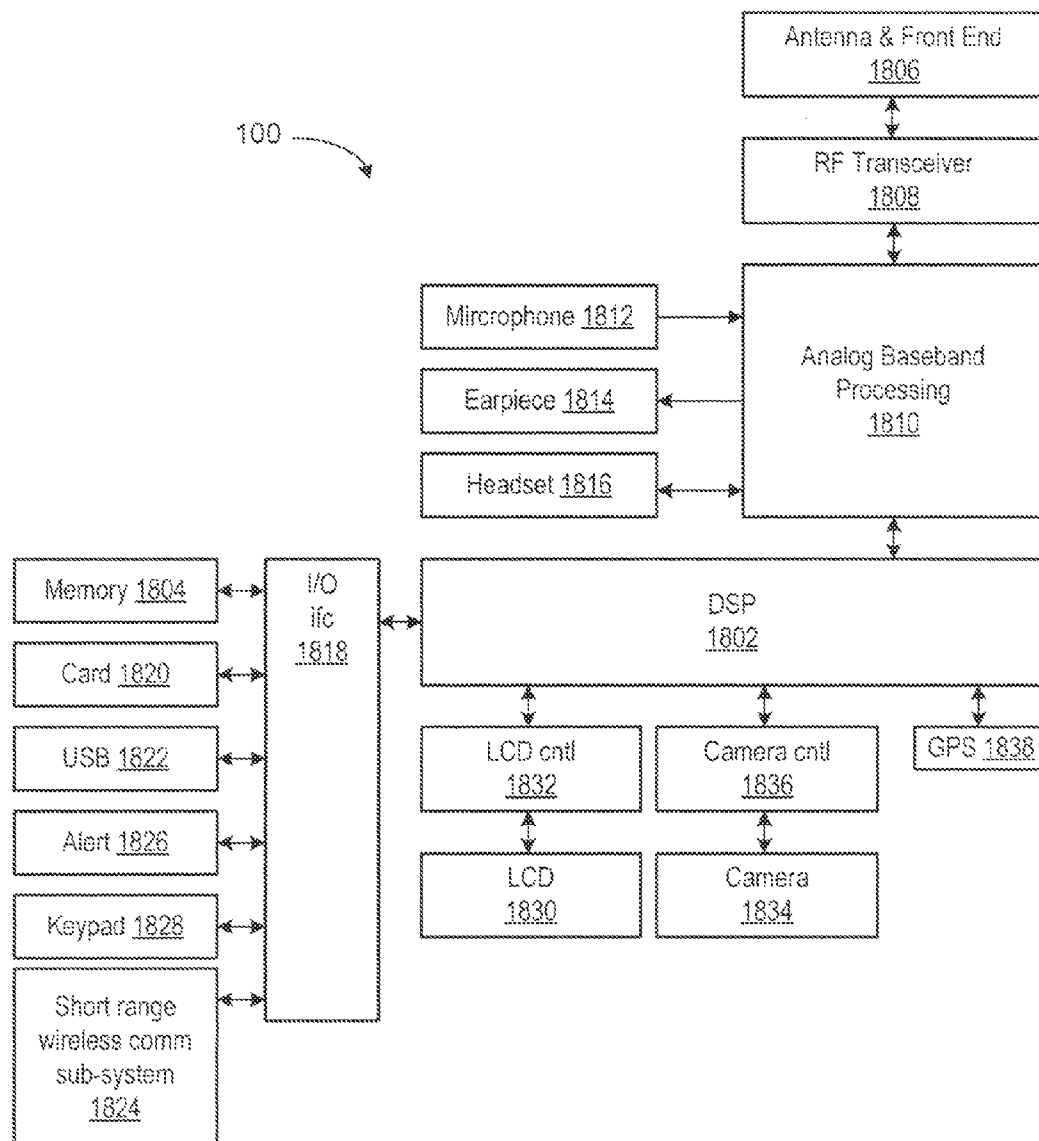 Antenna & Front End
1806
100
RF Transceiver
1808
Mircrophone 1812
Analog Baseband
Processing
1810
Earpiece 1814
Headset 1816
Memory 1804
I/O
ifc
1818
DSP
1802
Card 1820
USB 1822
LCD cntl
1832
Camera cntl
1836
GPS 1838
Alert 1826
LCD
1830
Camera
1834
Keypad 1828
Short range
wireless comm
sub-system
1824